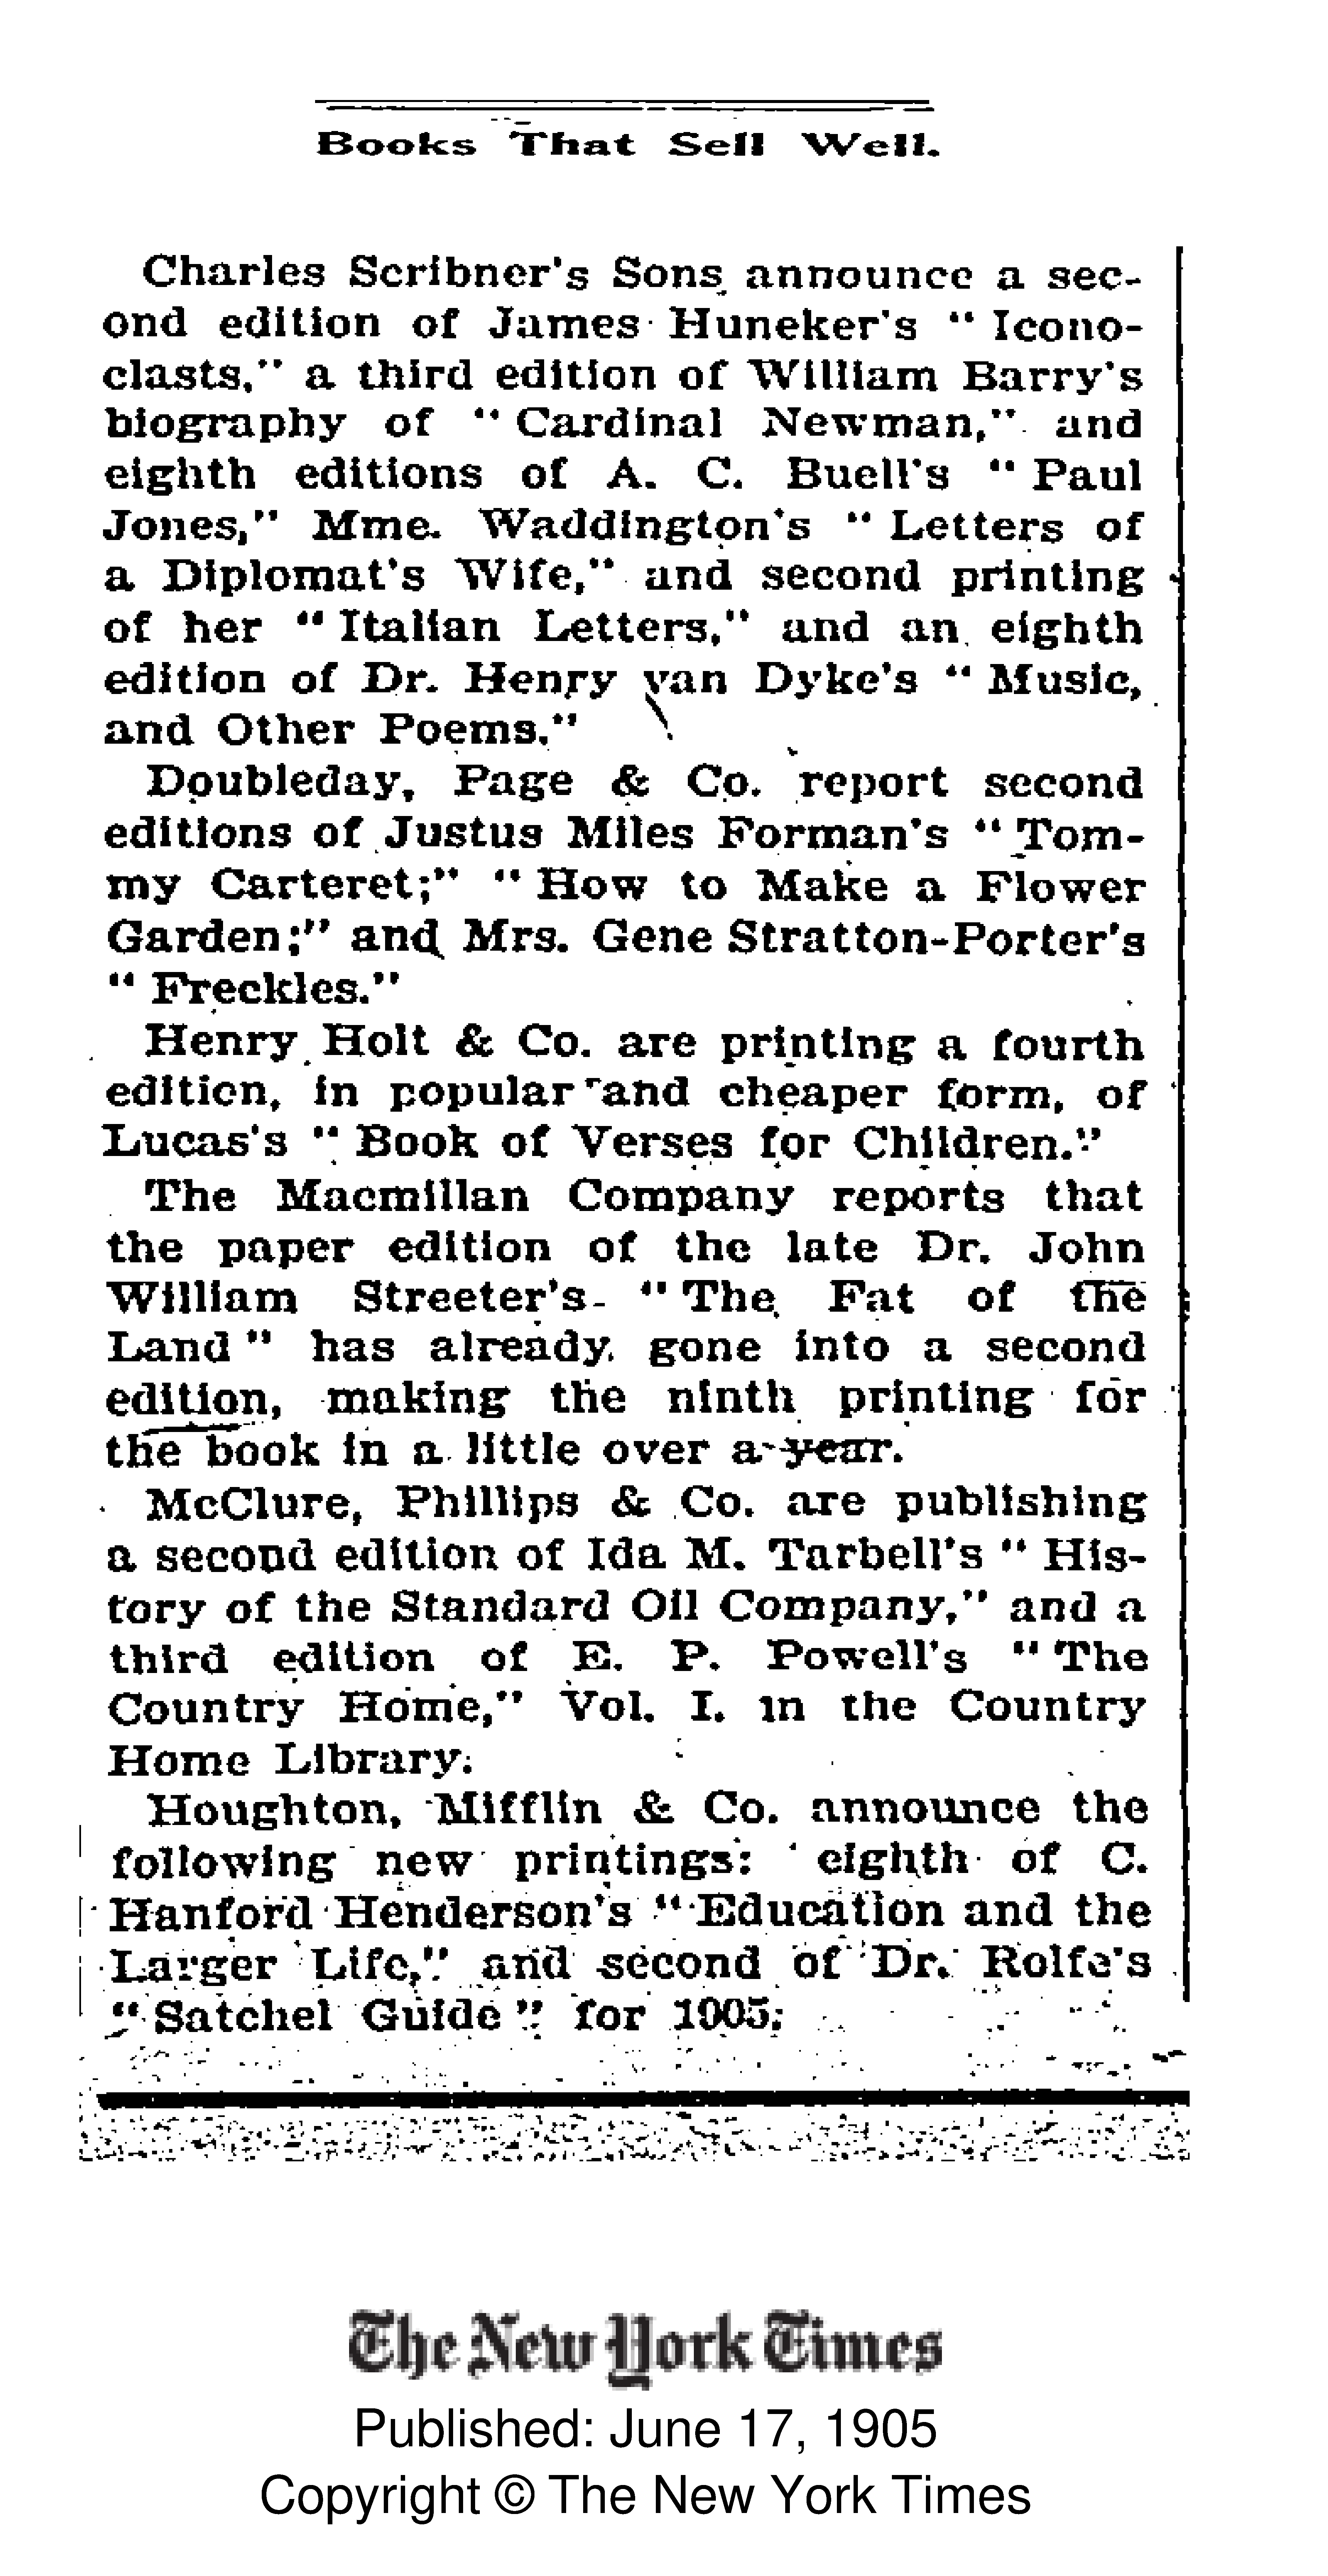 Books That Sell Well.
Charles Scribner's Sons announce a sec-
ond edition of James Huneker's " Icono-
clasts," a third edition of William Barry's
biography of " Cardinal Newman," and
eighth editions of A. C. Buell's " Paul
Jones," Mme. Waddington's " Letters of
a Diplomat's Wife," and second printing
of her " Italian Letters," and an eighth
edition of Dr. Henry van Dyke's " Music,
and Other Poems."
Doubleday, Page & Co. report second
editions of Justus Miles Forman's " Tom-
my Carteret;" " How to Make a Flower
Garden;" and Mrs. Gene Stratton-Porter's
" Freckles."
Henry Holt & Co. are printing a fourth
edition, in popular and cheaper form, of
Lucas's " Book of Verses for Children."
The Macmillan Company reports that
the paper edition of the late Dr. John
William Streeter's " The Fat of the
Land " has already gone into a second
edition, making the ninth printing for
the book in a little over a year.
McClure, Phillips & Co. are publishing
a second edition of Ida M. Tarbell's " His-
tory of the Standard Oil Company," and a
third edition of E. P. Powell's " The
Country Home," Vol. I. in the Country
Home Library.
Houghton, Mifflin & Co. announce the
following new printings: eighth of C.
Hanford Henderson's " Education and the
Larger Life," and second of Dr. Rolfe's
" Satchel Guide " for 1905.
The New York Times
Published: June 17, 1905
Copyright © The New York Times